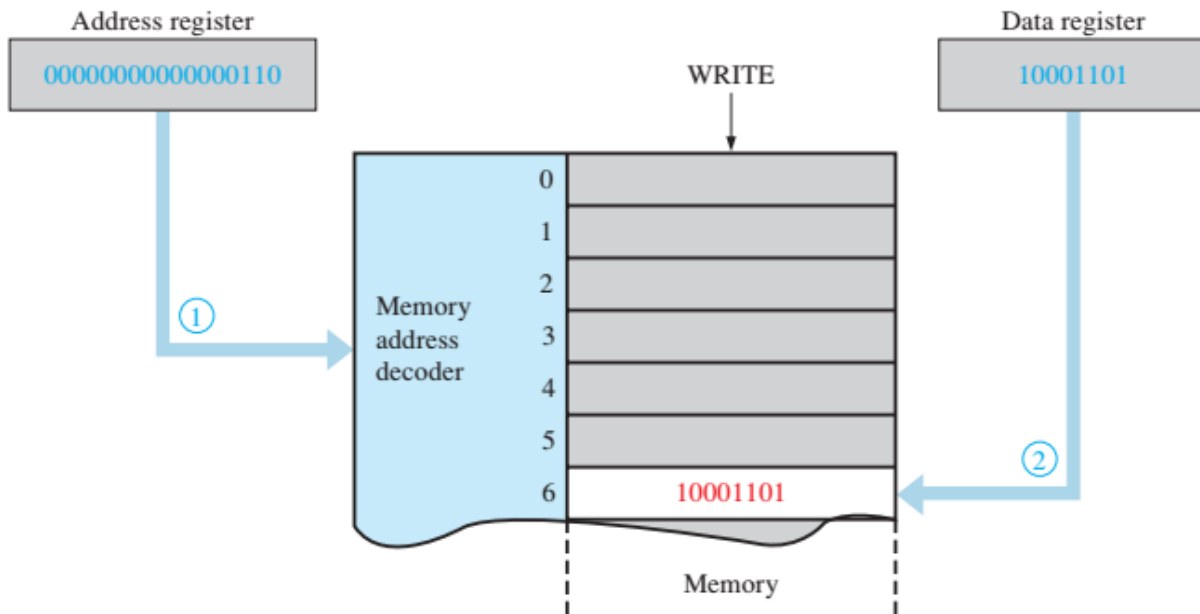 Address register
0000000000000110
Data register
10001101
WRITE
0
1
2
3
4
5
6
Memory
address
decoder
1
2
10001101
Memory